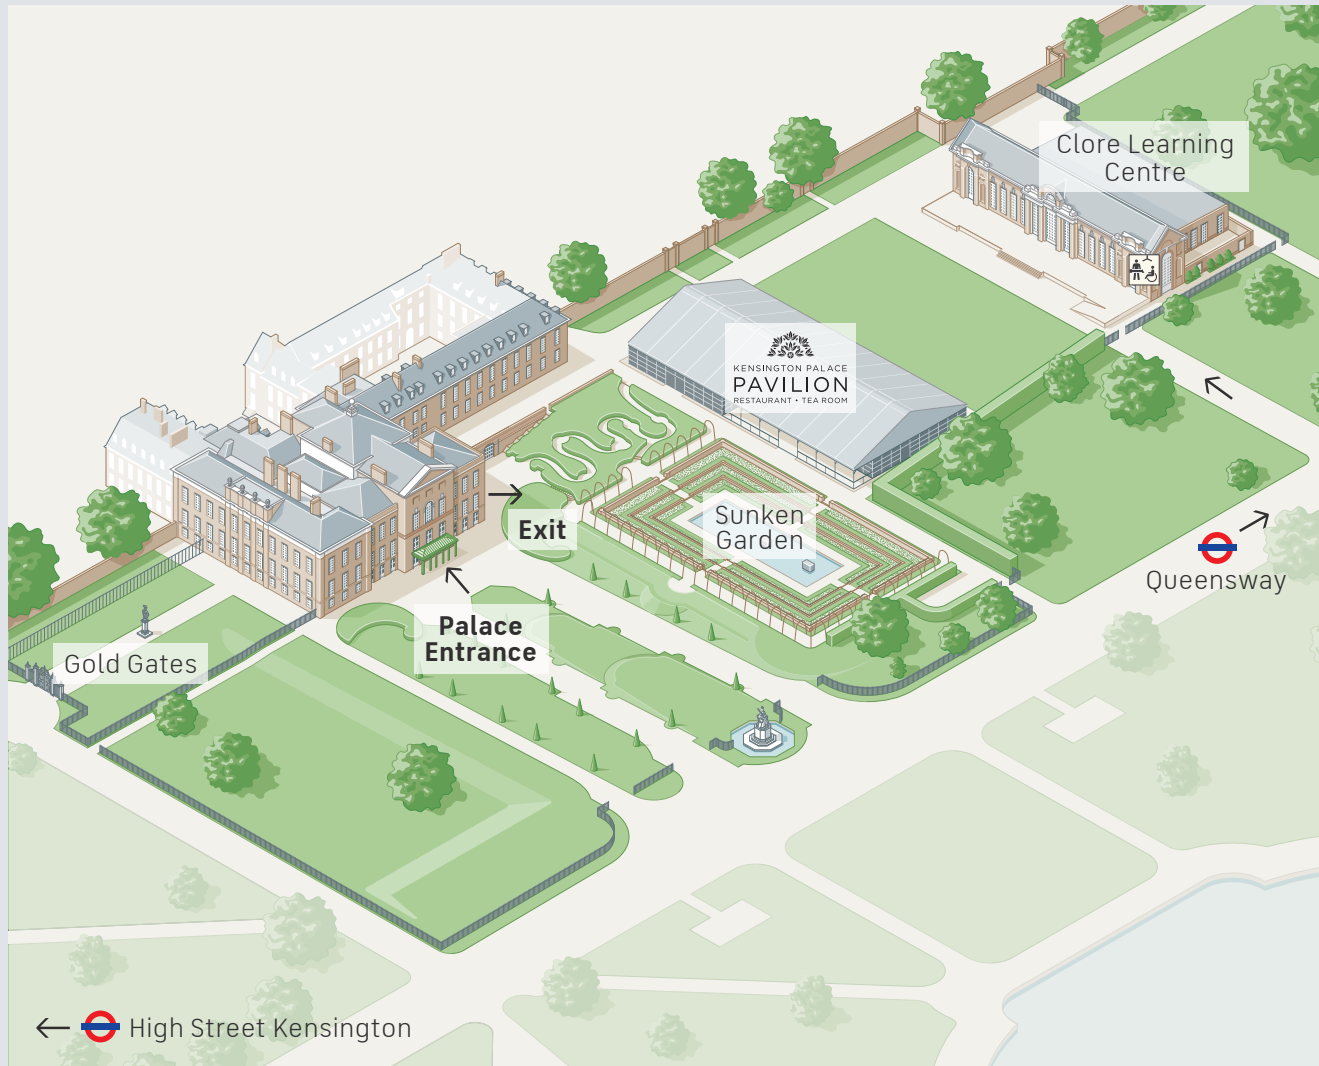 Clore Learning
Centre
KENSINGTON PALACE
PAVILION
RESTAURANT • TEA ROOM
Sunken
Garden
Exit
Queensway
Palace
Entrance
Gold Gates
High Street Kensington